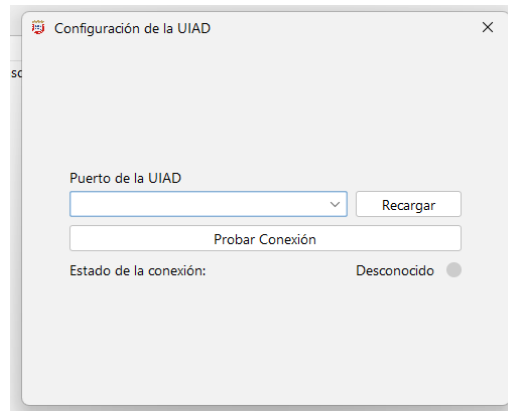 Configuración de la UIAD
Puerto de la UIAD
Recargar
Probar Conexión
Estado de la conexión: Desconocido